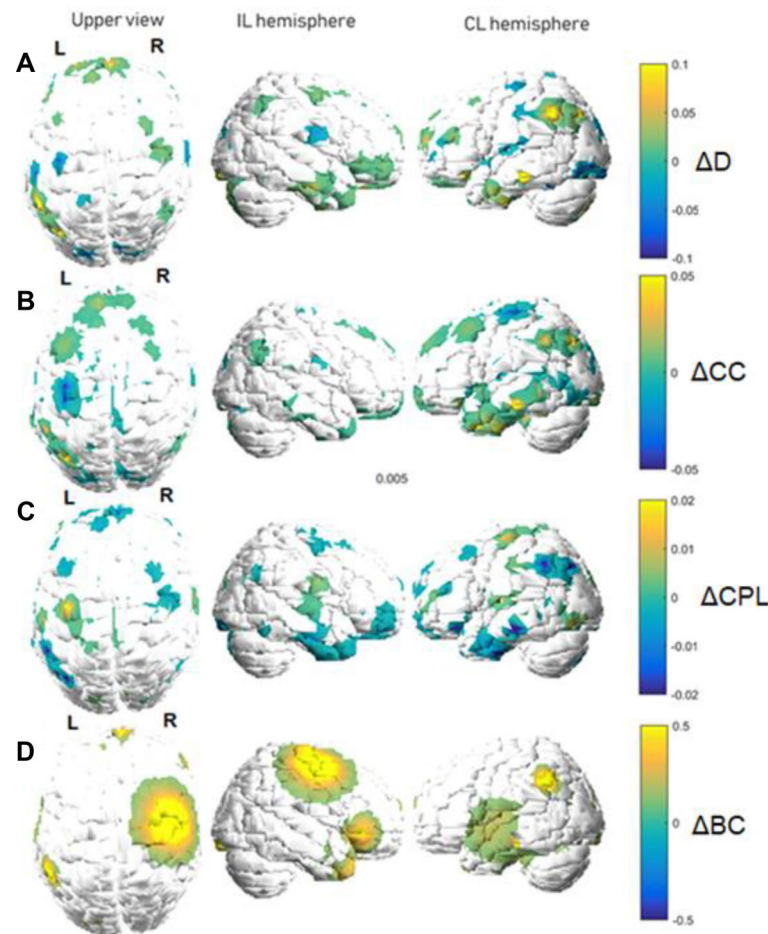 Upper view IL hemisphere CL hemisphere
L R
A
0.1
0.05
0
-0.05
-0.1
ΔD
L R
B
0.05
0
-0.05
ΔCC
0.005
L R
C
0.02
0.01
0
-0.01
-0.02
ΔCPL
L R
D
0.5
0
-0.5
ΔBC